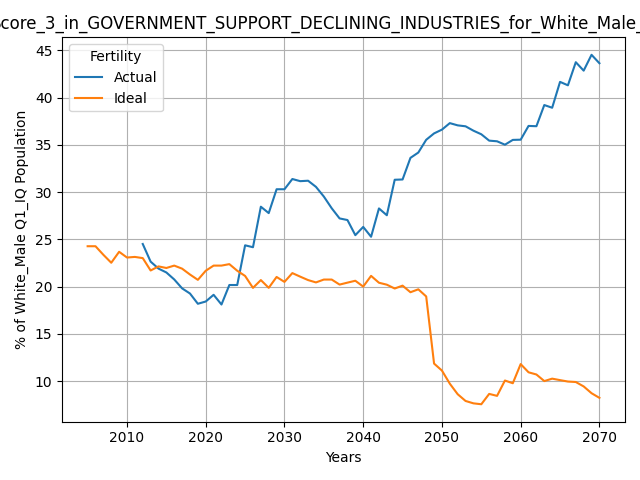 core_3_in_GOVERNMENT_SUPPORT_DECLINING_INDUSTRIES_for_White_Male_
Fertility
Actual
Ideal
45
40
35
30
25
20
15
10
% of White_Male Q1_IQ Population
2010
2020
2030
2040
2050
2060
2070
Years